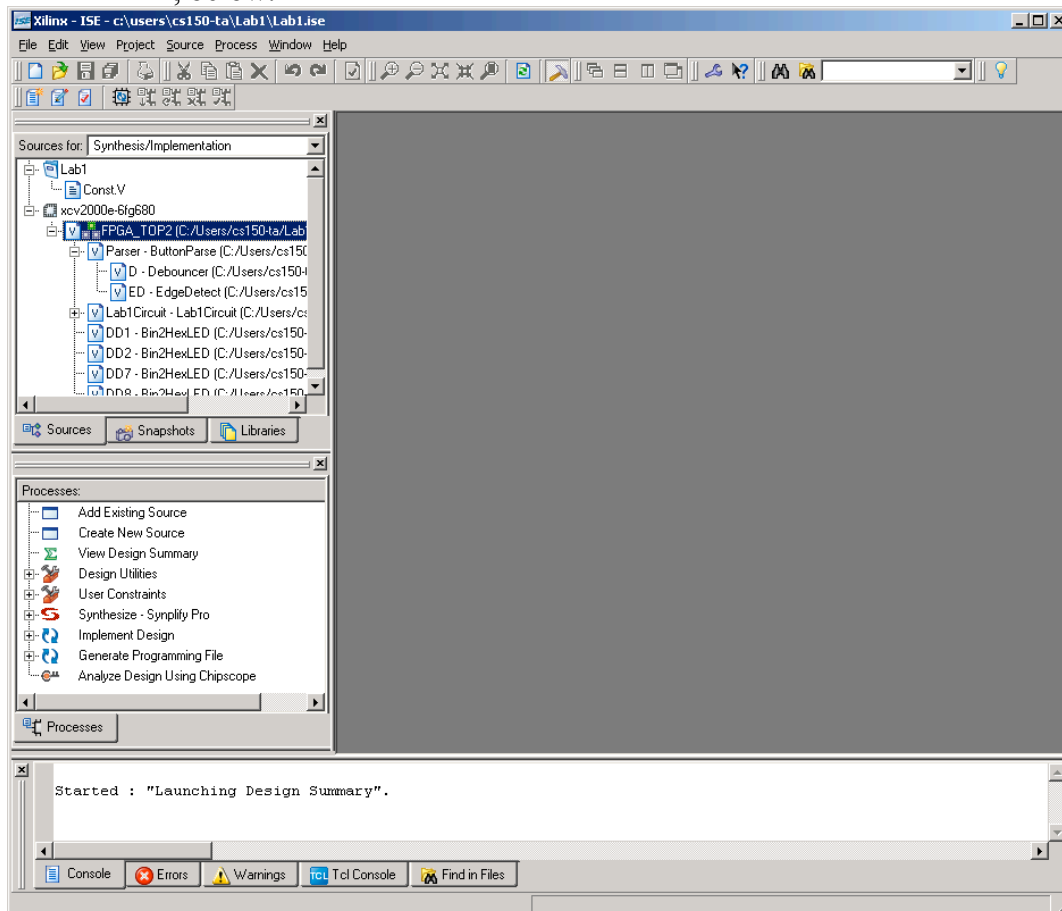 Xilinx - ISE - c:\users\cs150-ta\Lab1\Lab1.ise
File Edit View Project Source Process Window Help
Sources for: Synthesis/Implementation
Lab1
Const.V
xcv2000e-6fg680
FPGA_TOP2 (C:/Users/cs150-ta/Lab1
Parser - ButtonParse (C:/Users/cs150
D - Debouncer (C:/Users/cs150-t
ED - EdgeDetect (C:/Users/cs15
Lab1Circuit - Lab1Circuit (C:/Users/cs
DD1 - Bin2HexLED (C:/Users/cs150-
DD2 - Bin2HexLED (C:/Users/cs150-
DD7 - Bin2HexLED (C:/Users/cs150-
DD8 - Bin2HexLED (C:/Users/cs150-
Sources Snapshots Libraries
Processes:
Add Existing Source
Create New Source
View Design Summary
Design Utilities
User Constraints
Synthesize - Synplify Pro
Implement Design
Generate Programming File
Analyze Design Using Chipscope
Processes
Started : "Launching Design Summary".
Console Errors Warnings Tcl Console Find in Files